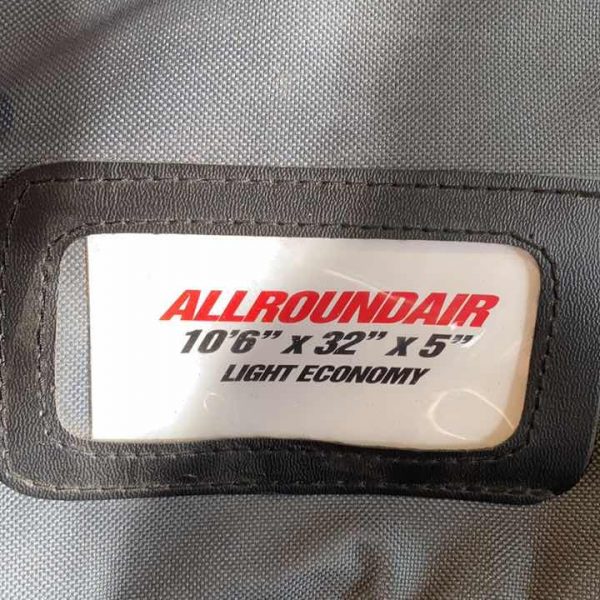 ALLROUNDAIR
10'6" X 32" X 5"
LIGHT ECONOMY